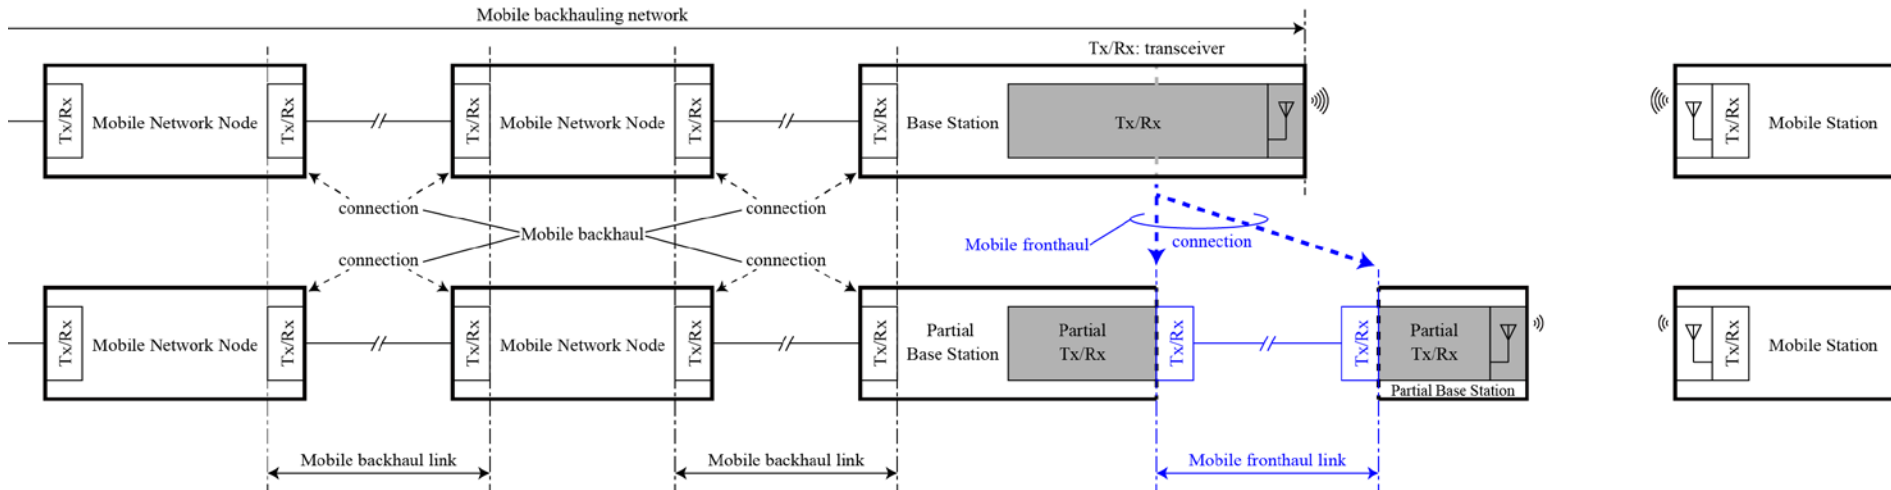 Mobile backhauling network
Tx/Rx: transceiver
Tx/Rx
Mobile Network Node
Tx/Rx
Tx/Rx
Mobile Network Node
Tx/Rx
Tx/Rx
Base Station
Tx/Rx
Tx/Rx
Mobile Station
connection
connection
Mobile backhaul
Mobile fronthaul
connection
connection
connection
Tx/Rx
Mobile Network Node
Tx/Rx
Tx/Rx
Mobile Network Node
Tx/Rx
Tx/Rx
Partial
Base Station
Partial
Tx/Rx
Tx/Rx
Tx/Rx
Partial
Tx/Rx
Partial Base Station
Tx/Rx
Mobile Station
Mobile backhaul link
Mobile backhaul link
Mobile fronthaul link